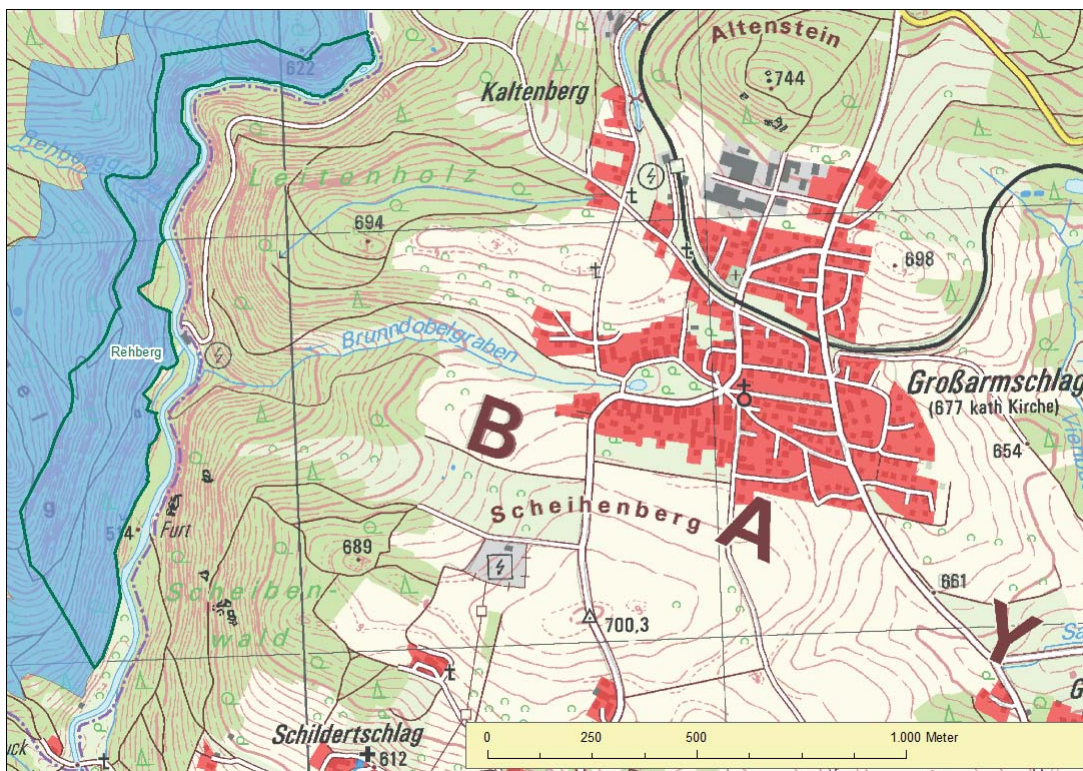 Altenstein
744
622
Kaltenberg
Leitenholz
694
698
Brunndobelgraben
Rehberg
Großarmschlag
(677 kath Kirche)
B
654
Scheihenberg
A
Furt
689
661
Scheiben-
wald
700,3
Y
Schildertschlag
612
0 250 500 1.000 Meter